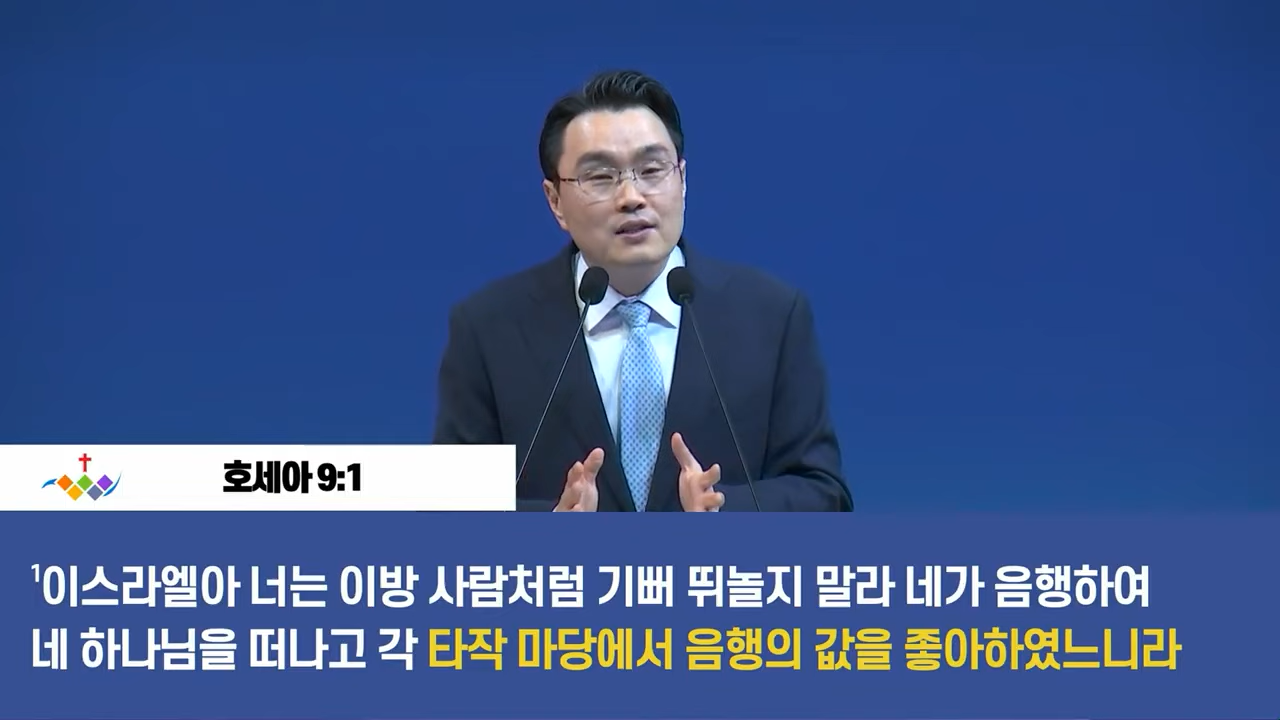 호세아 9:1
¹이스라엘아 너는 이방 사람처럼 기뻐 뛰놀지 말라 네가 음행하여
네 하나님을 떠나고 각 타작 마당에서 음행의 값을 좋아하였느니라